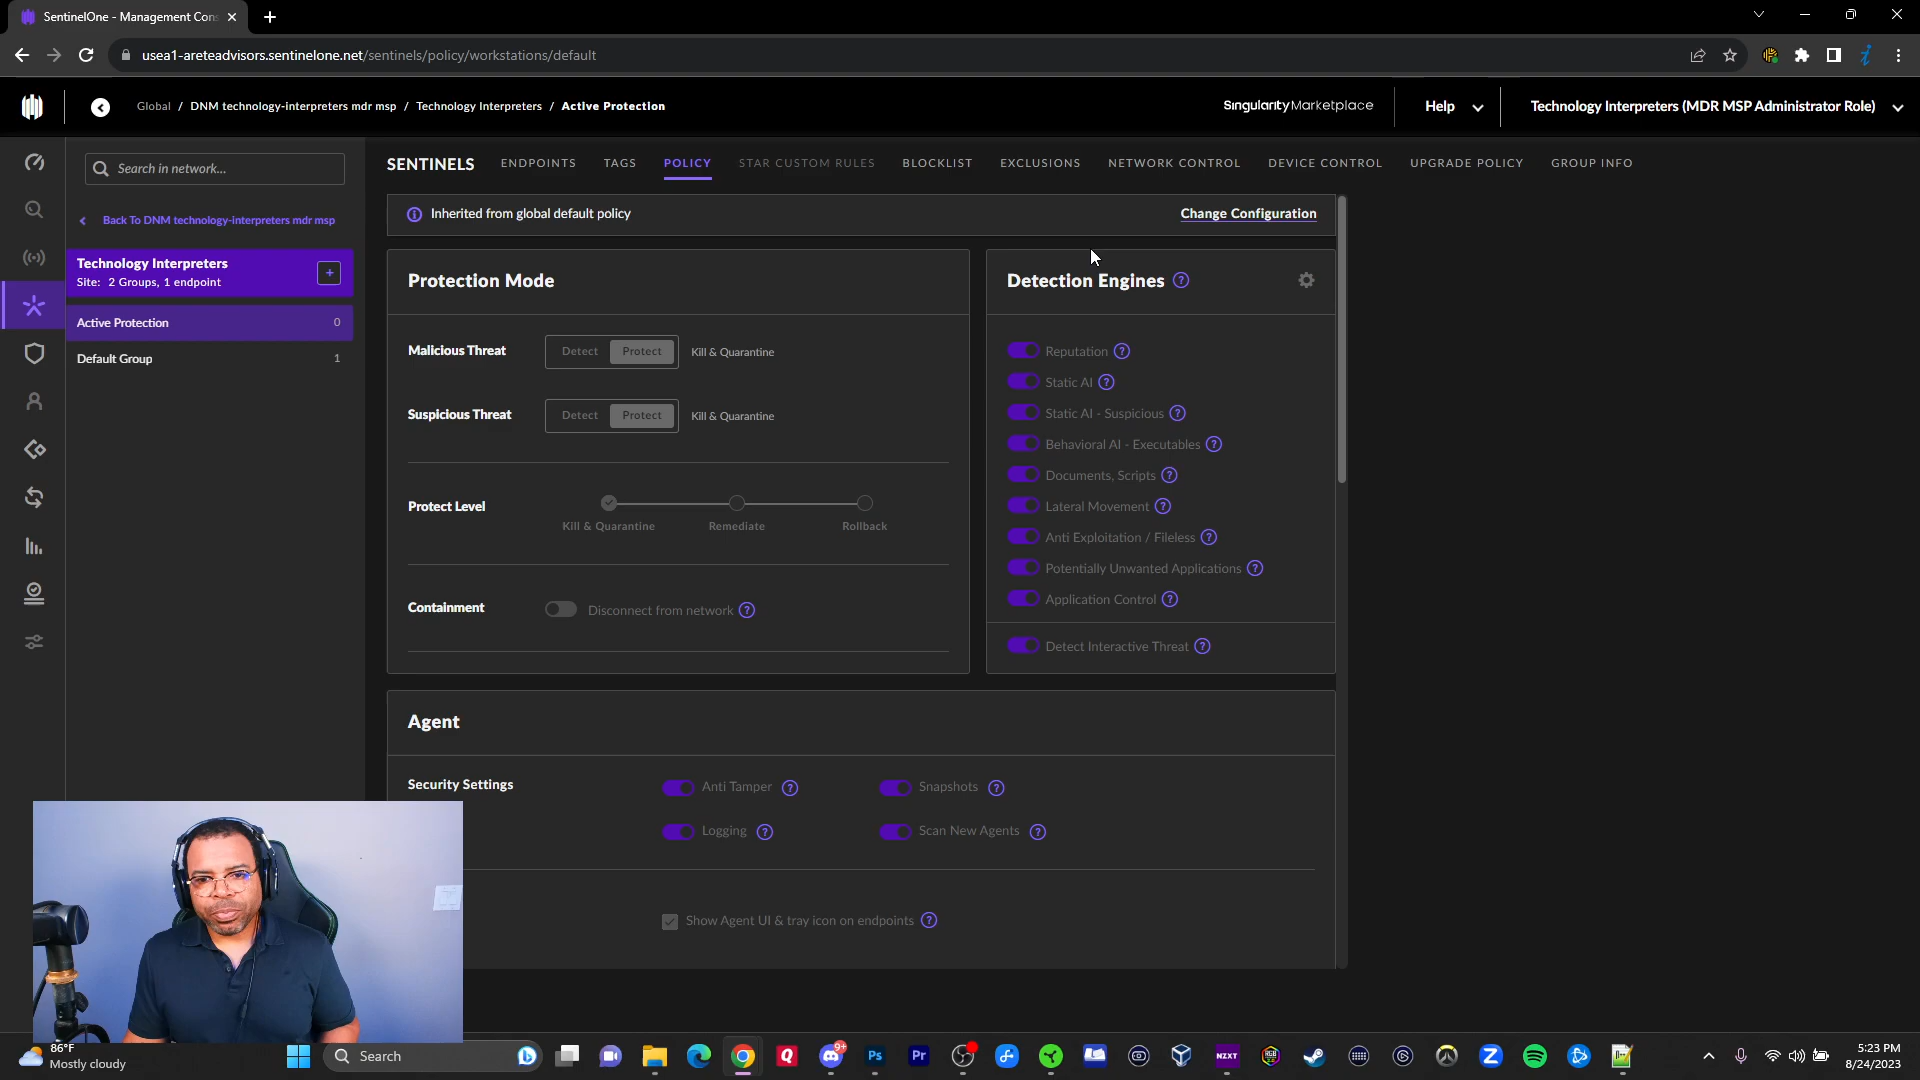 SentinelOne - Management Con
usea1-areteadvisors.sentinelone.net/sentinels/policy/workstations/default
Global / DNM technology-interpreters mdr msp / Technology Interpreters / Active Protection
Singularity Marketplace
Help
Technology Interpreters (MDR MSP Administrator Role)
Search in network...
Back To DNM technology-interpreters mdr msp
Technology Interpreters
Site: 2 Groups, 1 endpoint
+
Active Protection 0
Default Group 1
SENTINELS ENDPOINTS TAGS POLICY STAR CUSTOM RULES BLOCKLIST EXCLUSIONS NETWORK CONTROL DEVICE CONTROL UPGRADE POLICY GROUP INFO
Inherited from global default policy
Change Configuration
Protection Mode
Malicious Threat Detect Protect Kill & Quarantine
Suspicious Threat Detect Protect Kill & Quarantine
Protect Level
Kill & Quarantine Remediate Rollback
Containment Disconnect from network ?
Detection Engines ?
Reputation ?
Static AI ?
Static AI - Suspicious ?
Behavioral AI - Executables ?
Documents, Scripts ?
Lateral Movement ?
Anti Exploitation / Fileless ?
Potentially Unwanted Applications ?
Application Control ?
Detect Interactive Threat ?
Agent
Security Settings
Anti Tamper ? Snapshots ?
Logging ? Scan New Agents ?
Show Agent UI & tray icon on endpoints ?
86°F
Mostly cloudy
Search
Q
9+
Ps
Pr
NZXT
Z
5:23 PM
8/24/2023